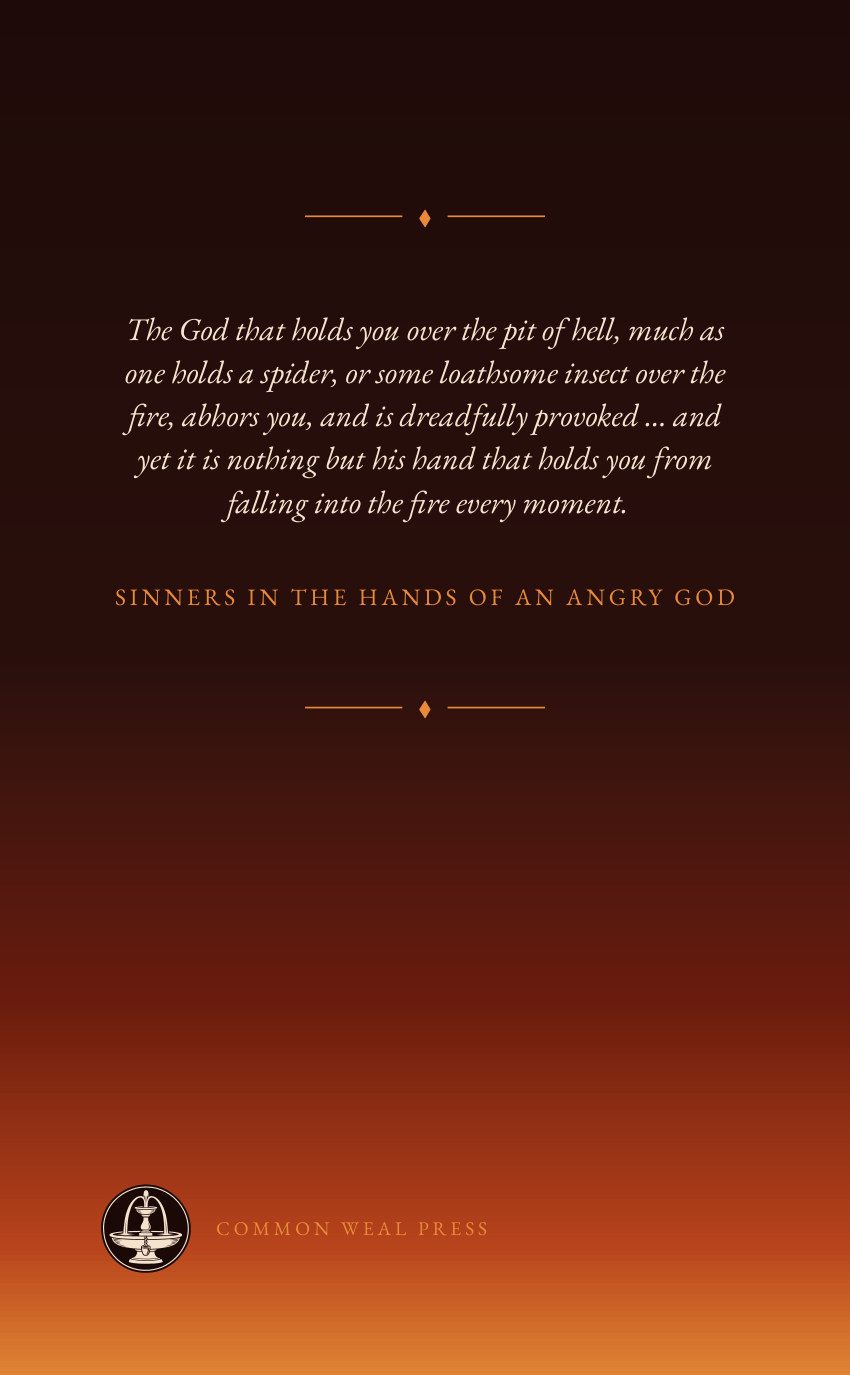 The God that holds you over the pit of hell, much as
one holds a spider, or some loathsome insect over the
fire, abhors you, and is dreadfully provoked ... and
yet it is nothing but his hand that holds you from
falling into the fire every moment.
SINNERS IN THE HANDS OF AN ANGRY GOD
COMMON WEAL PRESS